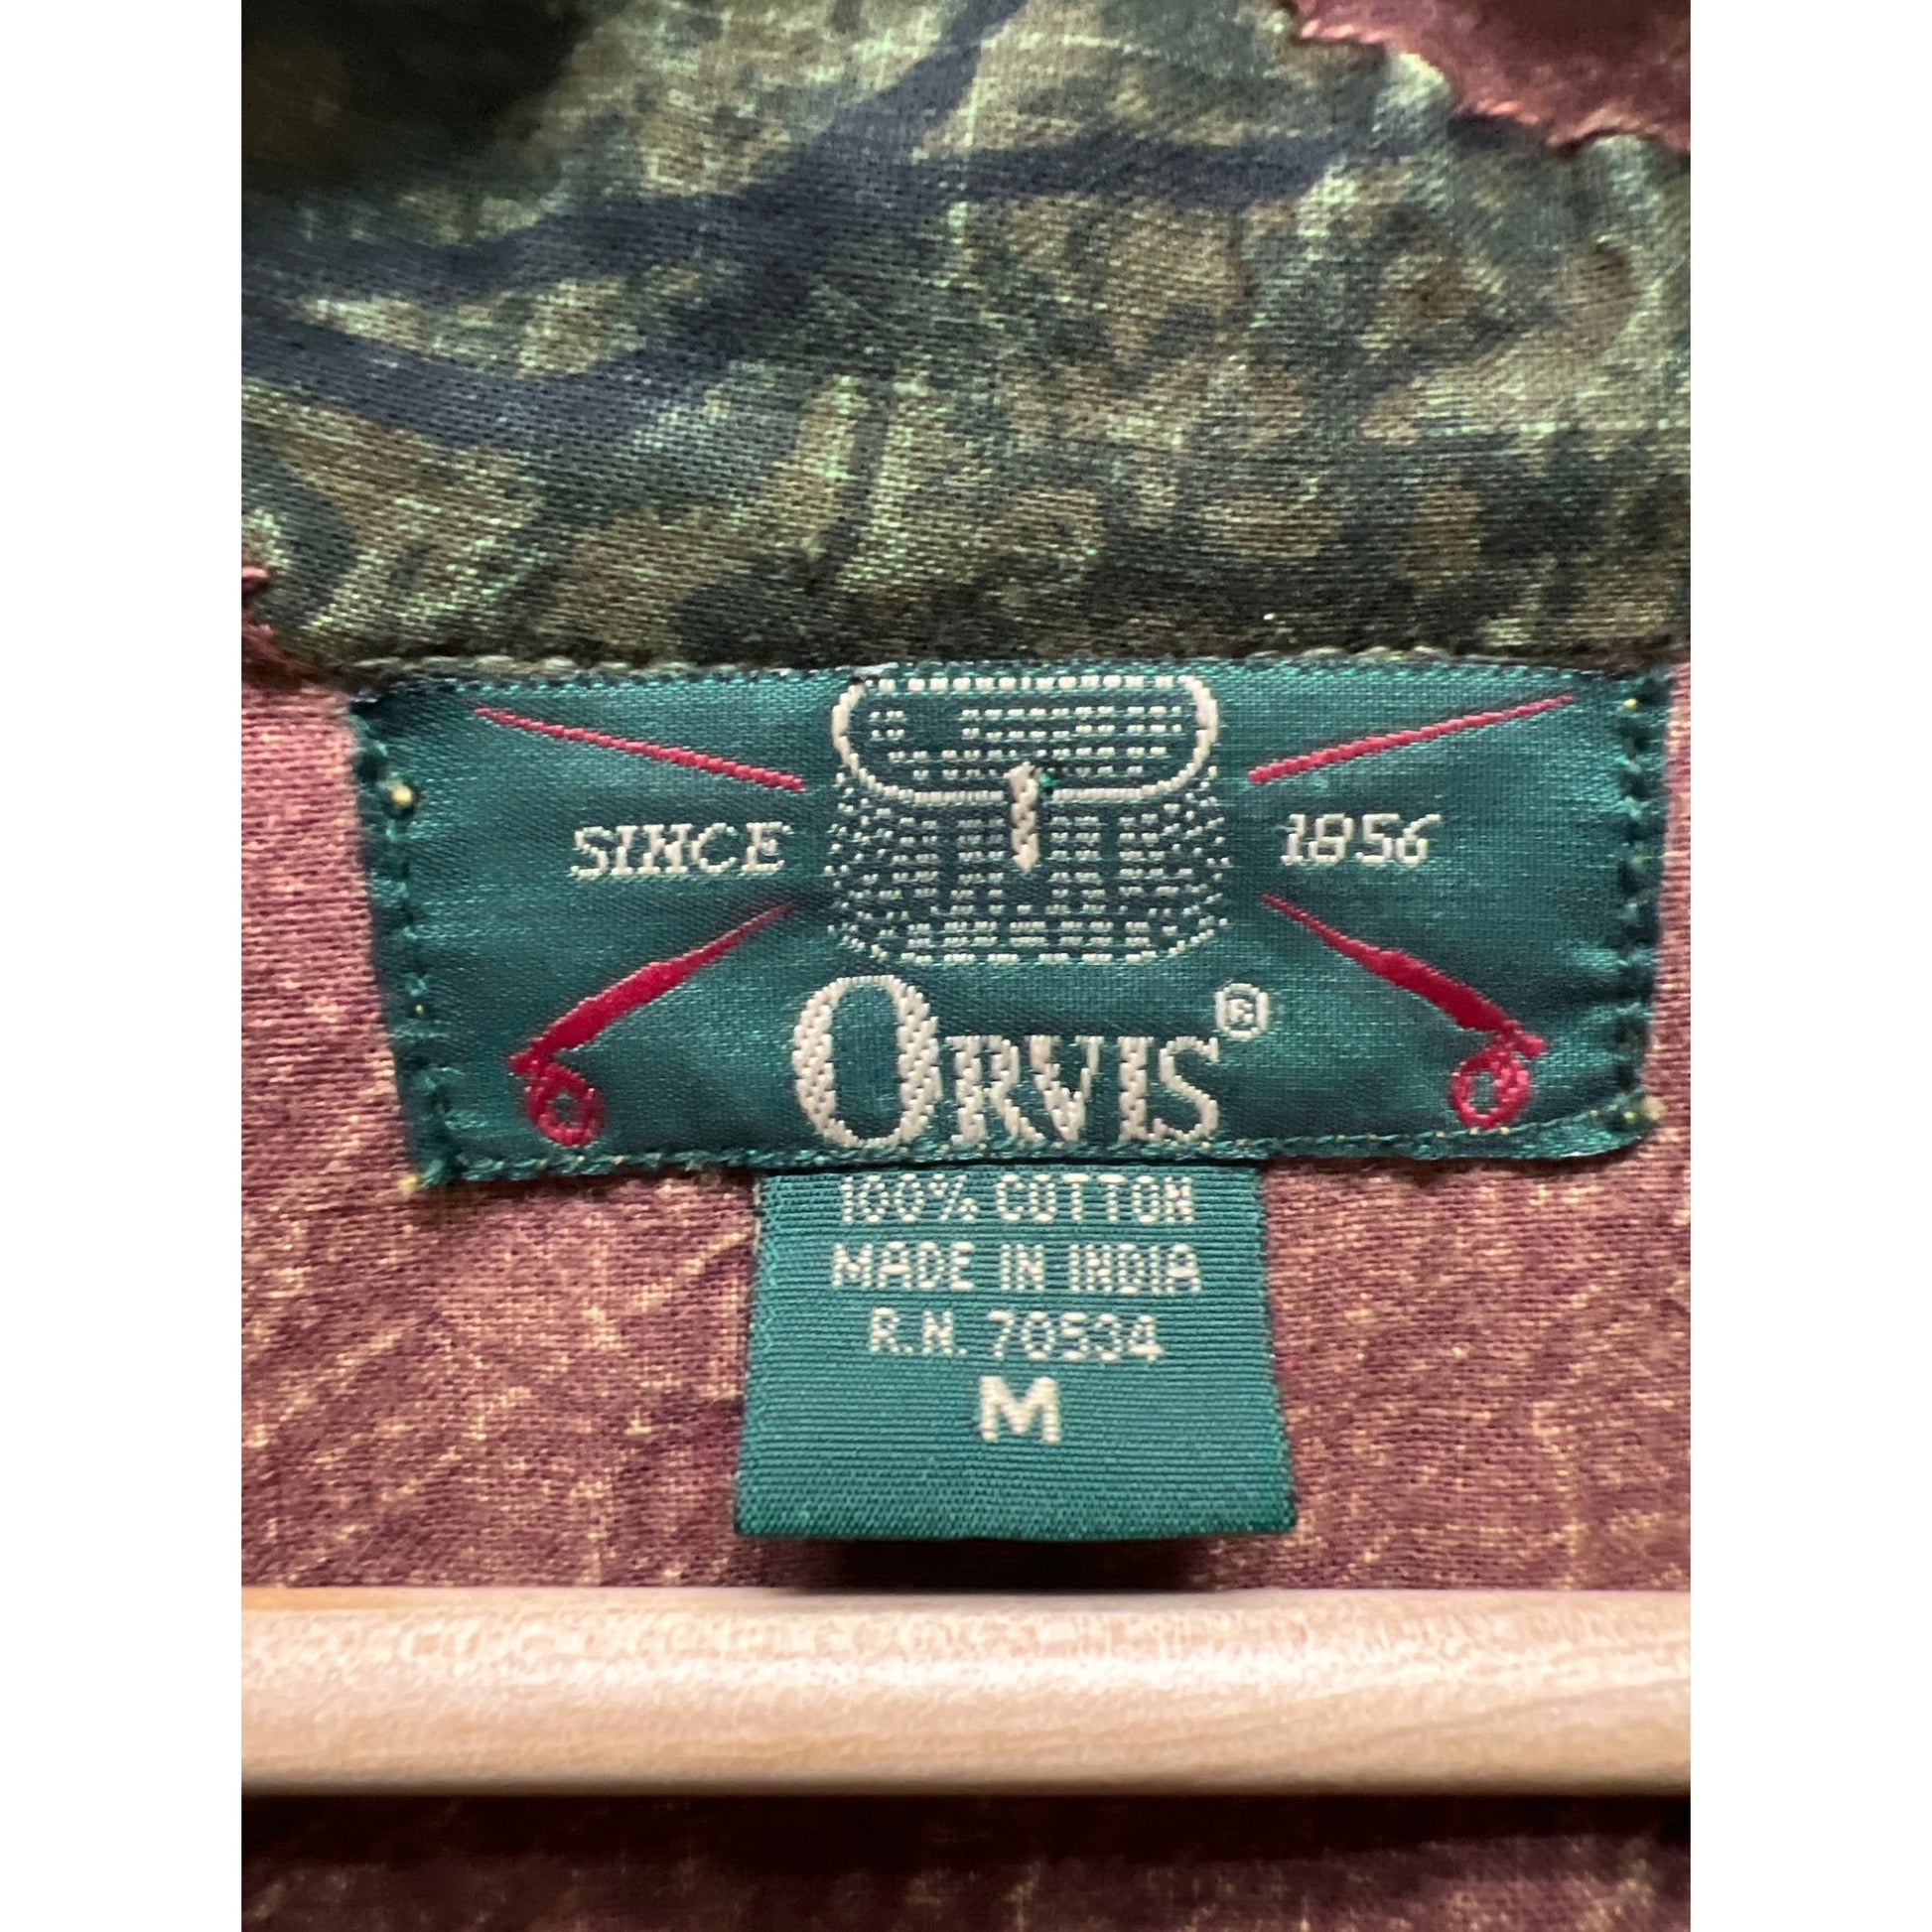 SINCE 1856
ORVIS®
100% COTTON
MADE IN INDIA
R.N. 70534
M